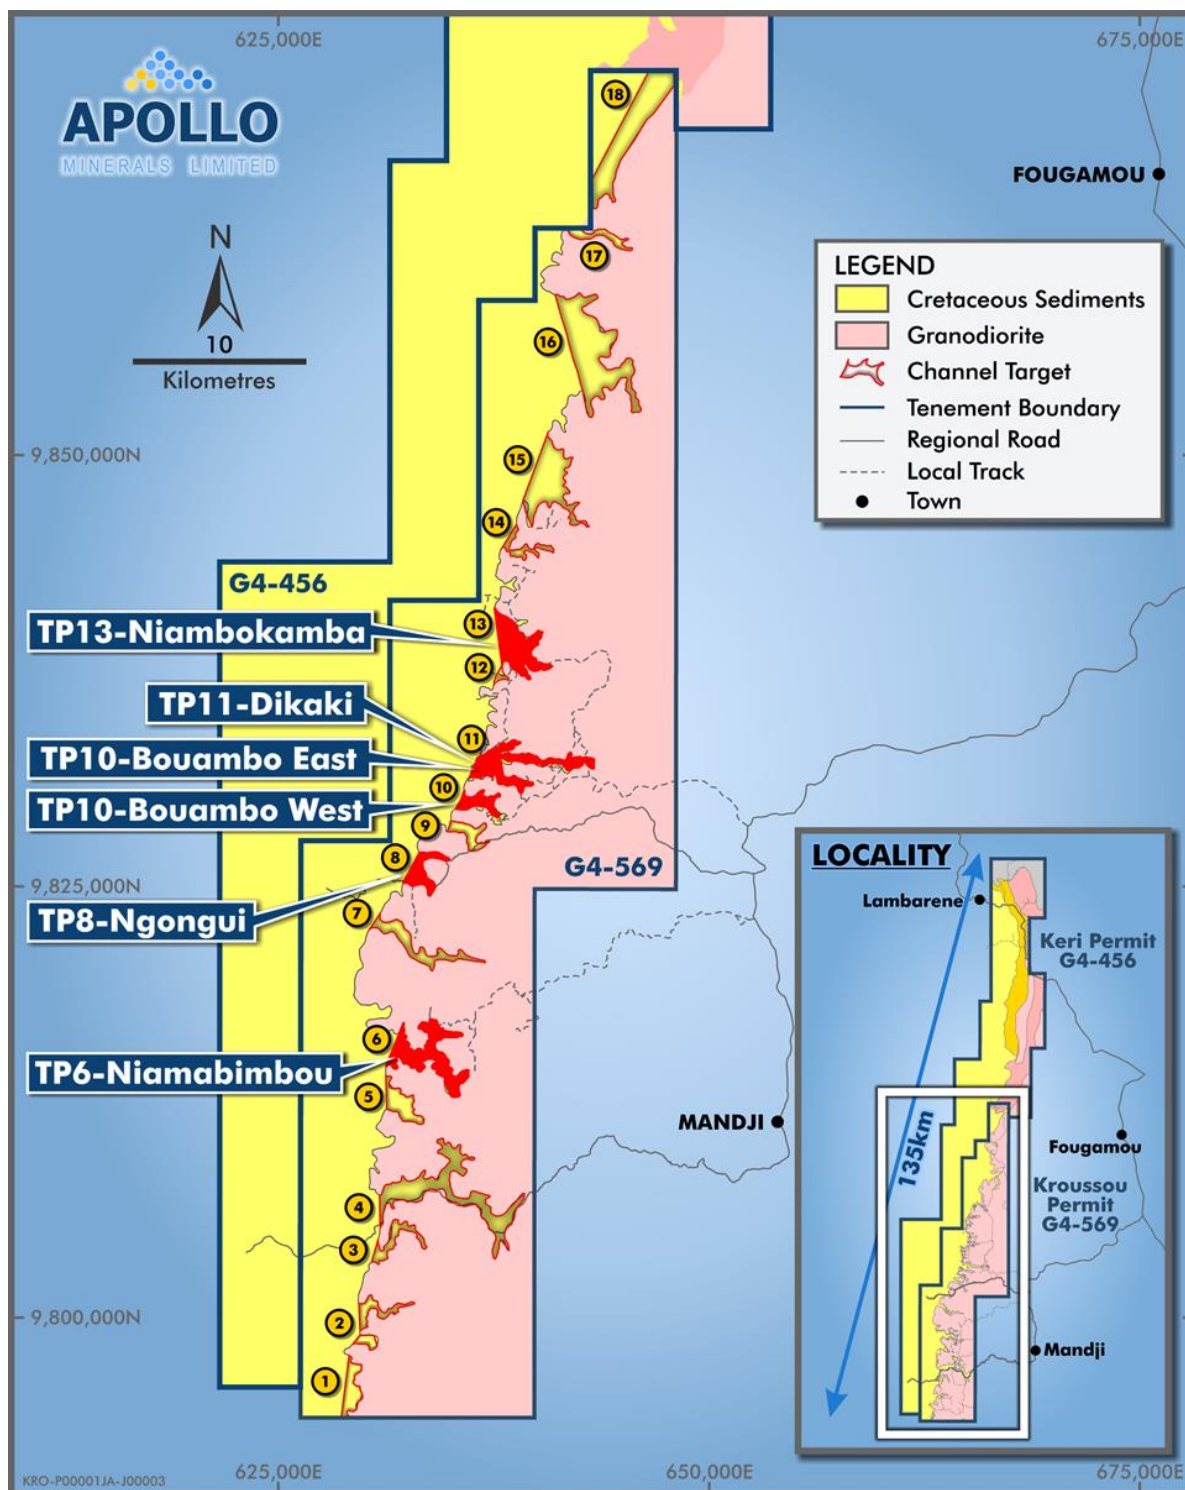 625,000E
675,000E
APOLLO
MINERALS LIMITED
N
10
Kilometres
18
FOUGAMOU
17
LEGEND
Cretaceous Sediments
Granodiorite
Channel Target
Tenement Boundary
Regional Road
Local Track
Town
16
9,850,000N
15
14
G4-456
13
TP13-Niambokamba
12
TP11-Dikaki
11
TP10-Bouambo East
10
TP10-Bouambo West
9
8
G4-569
9,825,000N
TP8-Ngongui
7
6
TP6-Niamabimbou
5
MANDJI
4
3
9,800,000N
2
1
LOCALITY
Lambarene
Keri Permit
G4-456
135km
Fougamou
Kroussou
Permit
G4-569
Mandji
KRO-P00001JA-J00003
625,000E
650,000E
675,000E